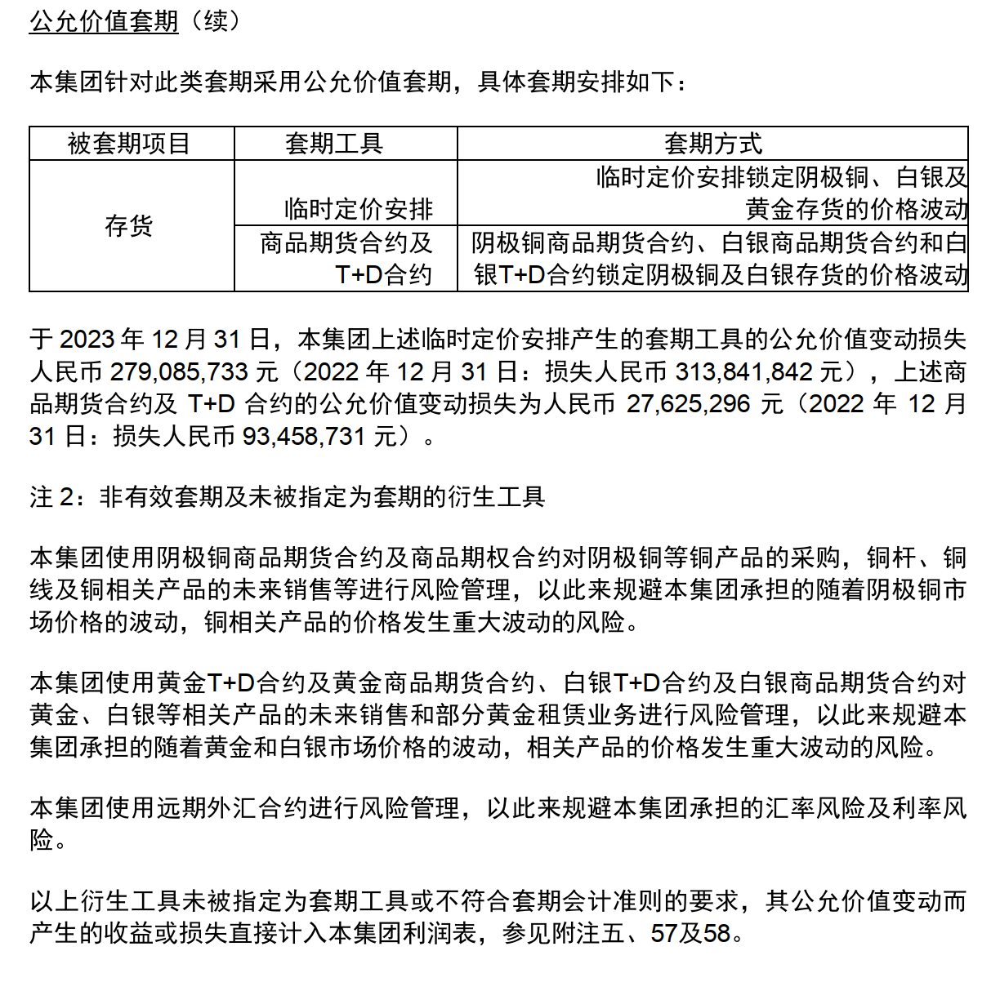 公允价值套期（续）
本集团针对此类套期采用公允价值套期，具体套期安排如下：
被套期项目 套期工具 套期方式
存货
临时定价安排
临时定价安排锁定阴极铜、白银及
黄金存货的价格波动
商品期货合约及
T+D合约
阴极铜商品期货合约、白银商品期货合约和白
银T+D合约锁定阴极铜及白银存货的价格波动
于 2023 年 12 月 31 日，本集团上述临时定价安排产生的套期工具的公允价值变动损失
人民币 279,085,733 元（2022 年 12 月 31 日：损失人民币 313,841,842 元），上述商
品期货合约及 T+D 合约的公允价值变动损失为人民币 27,625,296 元（2022 年 12 月
31 日：损失人民币 93,458,731 元）。
注 2：非有效套期及未被指定为套期的衍生工具
本集团使用阴极铜商品期货合约及商品期权合约对阴极铜等铜产品的采购，铜杆、铜
线及铜相关产品的未来销售等进行风险管理，以此来规避本集团承担的随着阴极铜市
场价格的波动，铜相关产品的价格发生重大波动的风险。
本集团使用黄金T+D合约及黄金商品期货合约、白银T+D合约及白银商品期货合约对
黄金、白银等相关产品的未来销售和部分黄金租赁业务进行风险管理，以此来规避本
集团承担的随着黄金和白银市场价格的波动，相关产品的价格发生重大波动的风险。
本集团使用远期外汇合约进行风险管理，以此来规避本集团承担的汇率风险及利率风
险。
以上衍生工具未被指定为套期工具或不符合套期会计准则的要求，其公允价值变动而
产生的收益或损失直接计入本集团利润表，参见附注五、57及58。